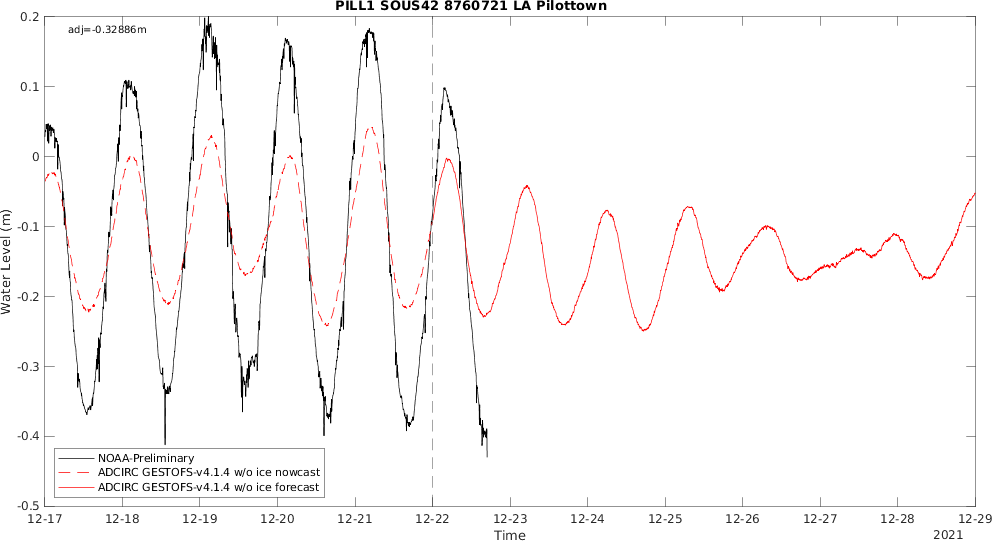 PILL1 SOUS42 8760721 LA Pilottown
adj=-0.32886m
0.2
0.1
0
-0.1
-0.2
-0.3
-0.4
-0.5
Water Level (m)
NOAA-Preliminary
ADCIRC GESTOFS-v4.1.4 w/o ice nowcast
ADCIRC GESTOFS-v4.1.4 w/o ice forecast
12-17 12-18 12-19 12-20 12-21 12-22 12-23 12-24 12-25 12-26 12-27 12-28 12-29
Time
2021